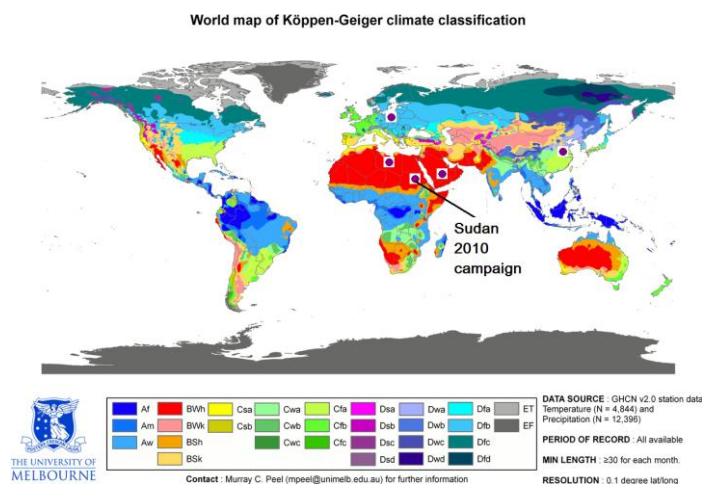 World map of Köppen-Geiger climate classification
Sudan
2010
campaign
THE UNIVERSITY OF
MELBOURNE
Af BWh Csa Cwa Cfa Dsa Dwa Dfa ET
Am BWk Csb Cwb Cfb Dsb Dwb Dfb EF
Aw BSh Cwc Cfc Dsc Dwc Dfc
BSk Dsd Dwd Dfd
Contact : Murray C. Peel (mpeel@unimelb.edu.au) for further information
DATA SOURCE : GHCN v2.0 station data
Temperature (N = 4,844) and
Precipitation (N = 12,396)
PERIOD OF RECORD : All available
MIN LENGTH : ≥30 for each month.
RESOLUTION : 0.1 degree lat/long